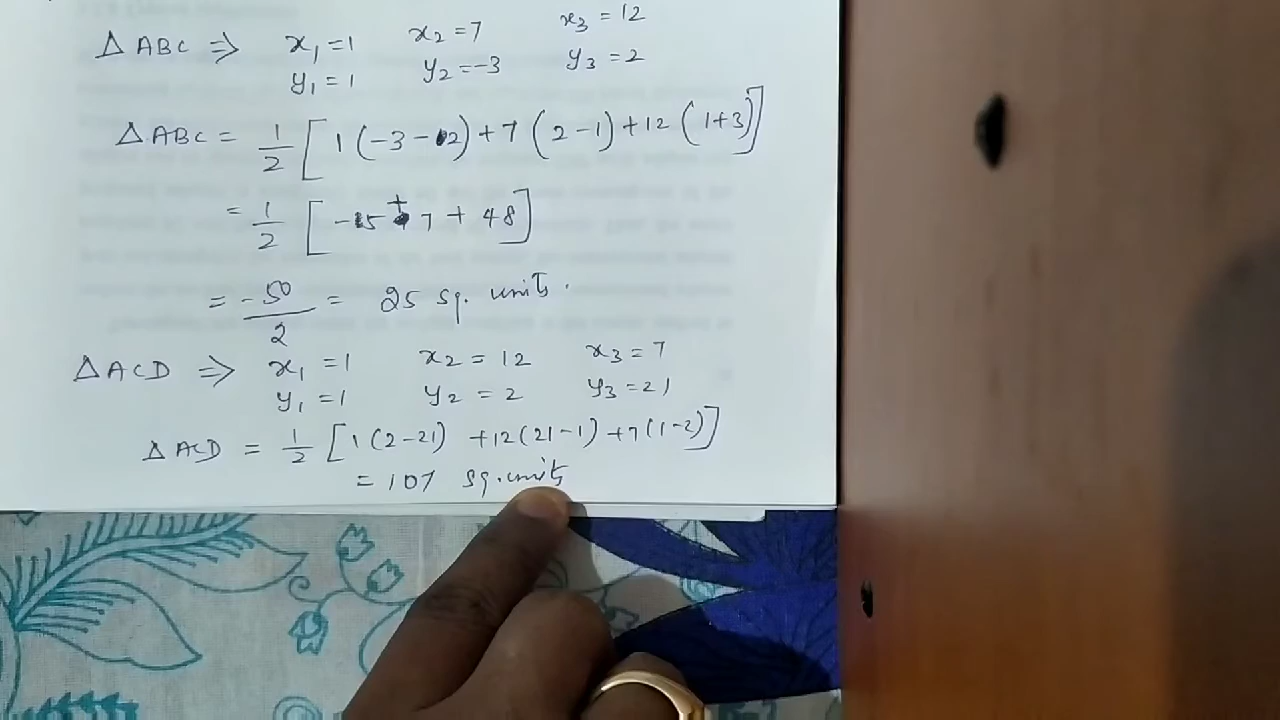 x₃ = 12
Δ ABC ⇒ x₁ = 1 x₂ = 7
y₁ = 1 y₂ = -3 y₃ = 2
ΔABC = 1/2 [1(-3-2)+7(2-1)+12(1+3)]
= 1/2 [-5+7+48]
= -50/2 = 25 sq. units.
ΔACD ⇒ x₁ = 1 x₂ = 12 x₃ = 7
y₁ = 1 y₂ = 2 y₃ = 21
ΔACD = 1/2 [1(2-21) +12(21-1)+7(1-2)]
= 107 sq. units